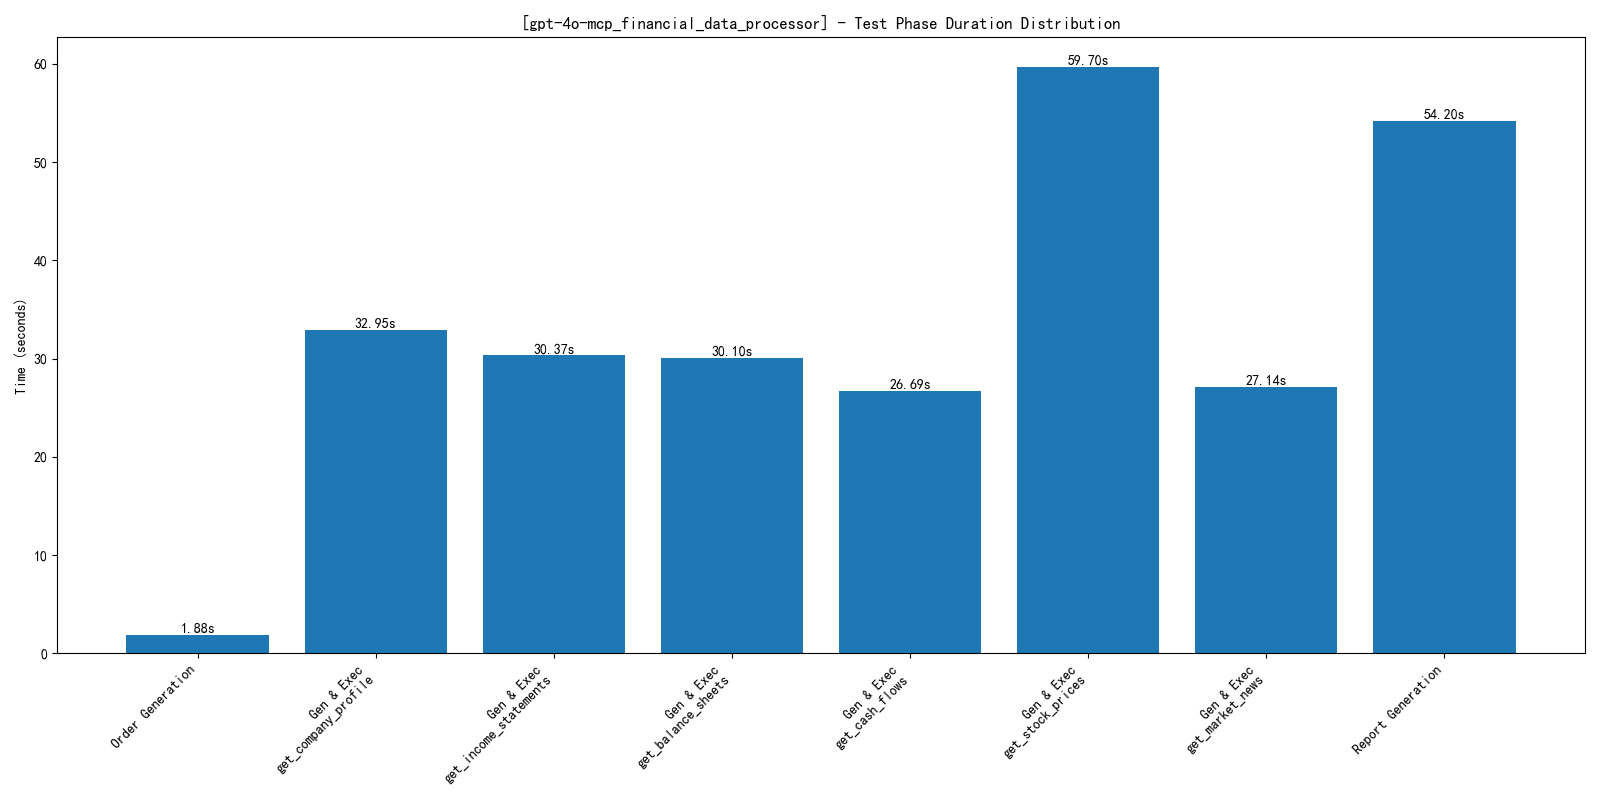 [gpt-4o-mcp_financial_data_processor] - Test Phase Duration Distribution
Time (seconds)
60
50
40
30
20
10
0
1.88s
32.95s
30.37s
30.10s
26.69s
59.70s
27.14s
54.20s
Order Generation
Gen & Exec
get_company_profile
Gen & Exec
get_income_statements
Gen & Exec
get_balance_sheets
Gen & Exec
get_cash_flows
Gen & Exec
get_stock_prices
Gen & Exec
get_market_news
Report Generation